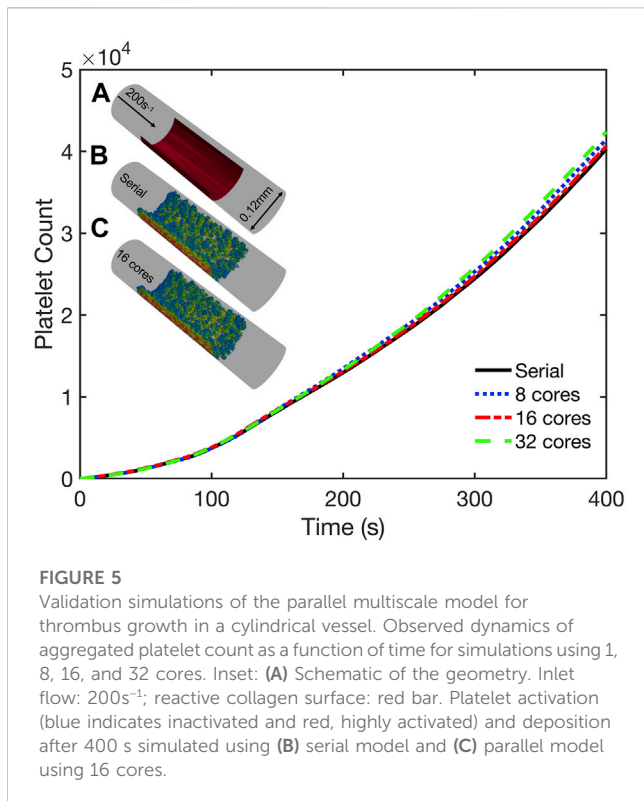 ×10⁴
5
4
3
2
1
0
Platelet Count
A
200s⁻¹
0.12mm
B
Serial
C
16 cores
Serial
8 cores
16 cores
32 cores
0 100 200 300 400
Time (s)
FIGURE 5
Validation simulations of the parallel multiscale model for
thrombus growth in a cylindrical vessel. Observed dynamics of
aggregated platelet count as a function of time for simulations using 1,
8, 16, and 32 cores. Inset: (A) Schematic of the geometry. Inlet
flow: 200s⁻¹; reactive collagen surface: red bar. Platelet activation
(blue indicates inactivated and red, highly activated) and deposition
after 400 s simulated using (B) serial model and (C) parallel model
using 16 cores.